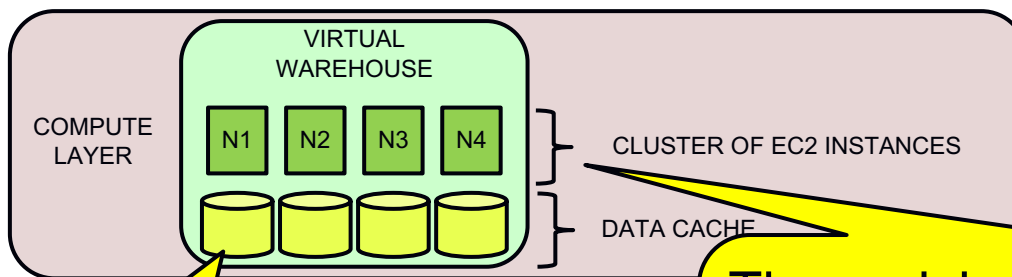 VIRTUAL
WAREHOUSE
COMPUTE
LAYER
N1 N2 N3 N4
CLUSTER OF EC2 INSTANCES
DATA CACHE